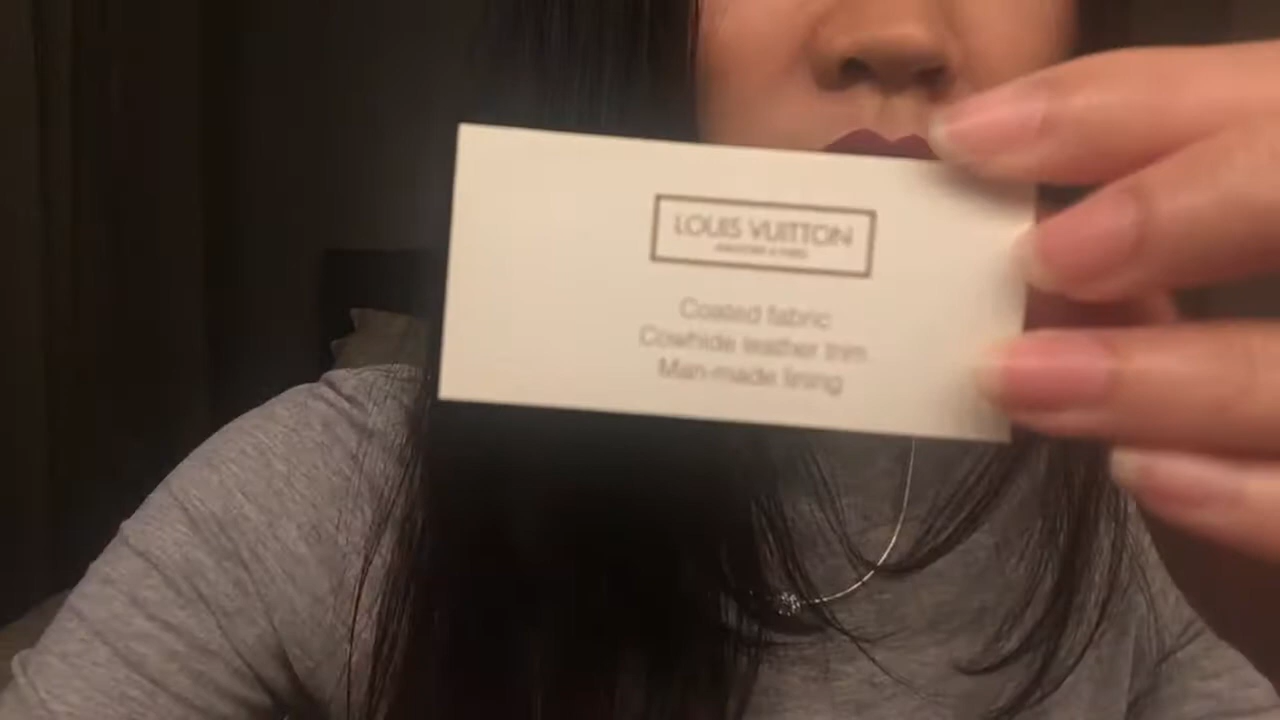 LOUIS VUITTON
Coated fabric
Cowhide leather trim
Man-made lining